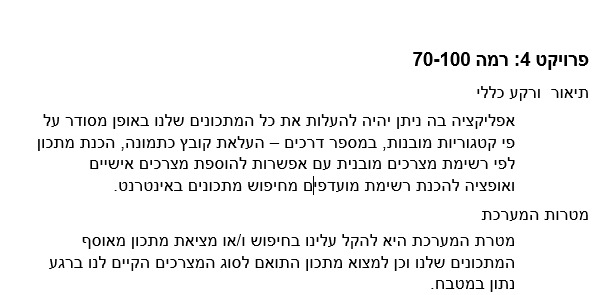 פרויקט 4: רמה 70-100
תיאור ורקע כללי
אפליקציה בה ניתן יהיה להעלות את כל המתכונים שלנו באופן מסודר על
פי קטגוריות מובנות, במספר דרכים – העלאת קובץ כתמונה, הכנת מתכון
לפי רשימת מצרכים מובנית עם אפשרות להוספת מצרכים אישיים
ואופציה להכנת רשימת מועדפים מחיפוש מתכונים באינטרנט.
מטרות המערכת
מטרת המערכת היא להקל עלינו בחיפוש ו/או מציאת מתכון מאוסף
המתכונים שלנו וכן למצוא מתכון התואם לסוג המצרכים הקיים לנו ברגע
נתון במטבח.